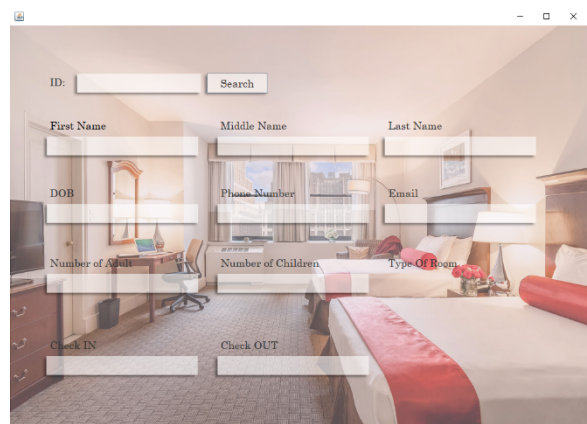 ID: Search
First Name Middle Name Last Name
DOB Phone Number Email
Number of Adult Number of Children Type Of Room
Check IN Check OUT